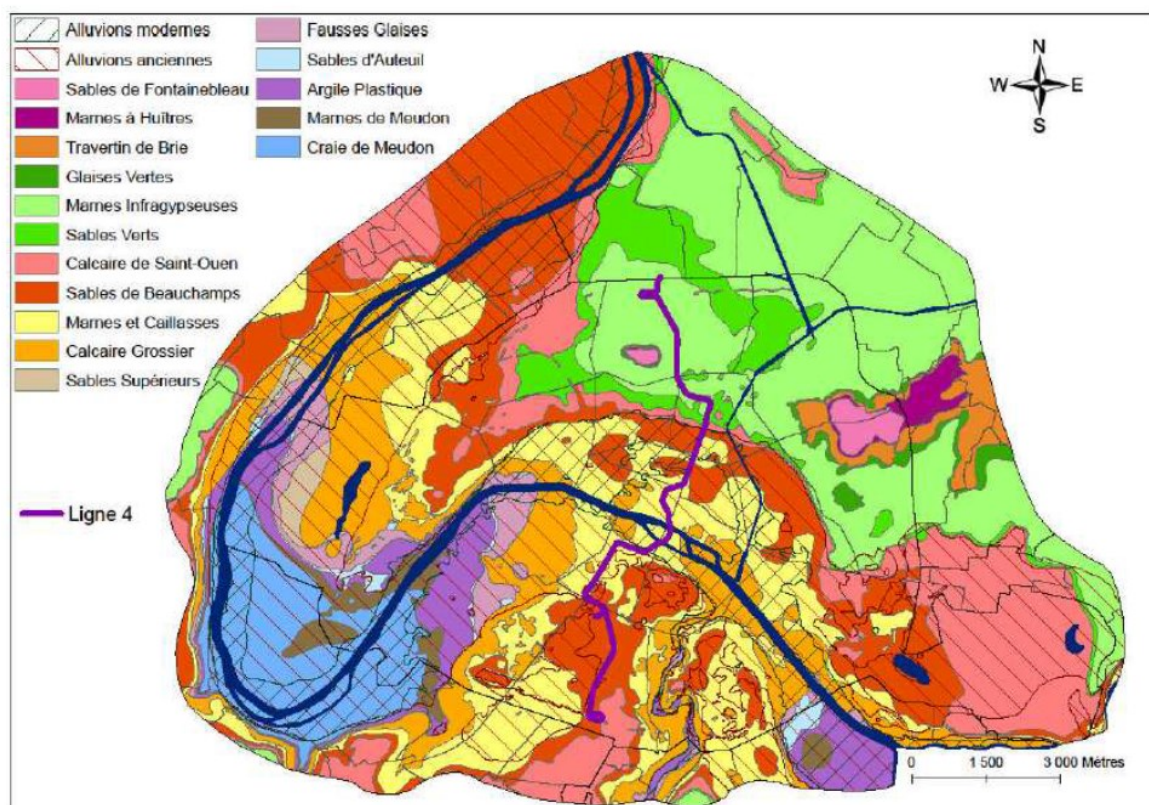 Alluvions modernes
Alluvions anciennes
Sables de Fontainebleau
Marnes à Huîtres
Travertin de Brie
Glaises Vertes
Marnes Infragypseuses
Sables Verts
Calcaire de Saint-Ouen
Sables de Beauchamps
Marnes et Caillasses
Calcaire Grossier
Sables Supérieurs
Fausses Glaises
Sables d'Auteuil
Argile Plastique
Marnes de Meudon
Craie de Meudon
N
W E
S
Ligne 4
0 1 500 3 000 Mètres